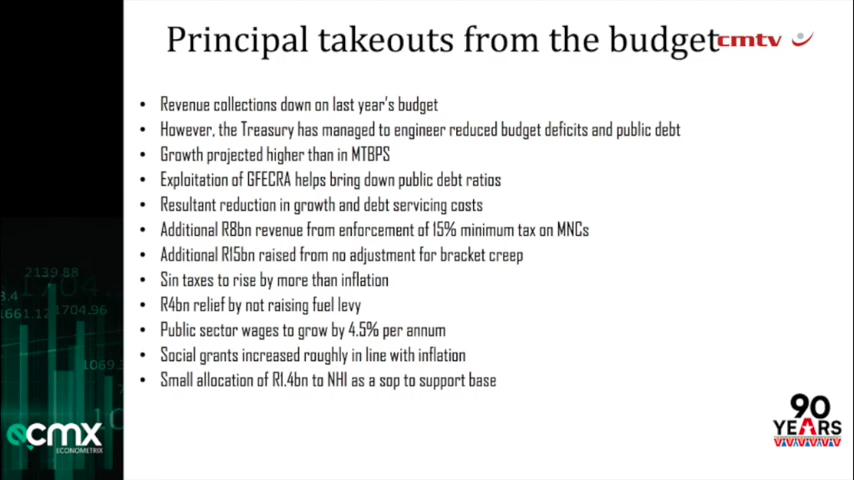 Principal takeouts from the budget
cmtv
• Revenue collections down on last year's budget
• However, the Treasury has managed to engineer reduced budget deficits and public debt
• Growth projected higher than in MTBPS
• Exploitation of GFECRA helps bring down public debt ratios
• Resultant reduction in growth and debt servicing costs
• Additional R8bn revenue from enforcement of 15% minimum tax on MNCs
• Additional R15bn raised from no adjustment for bracket creep
• Sin taxes to rise by more than inflation
• R4bn relief by not raising fuel levy
• Public sector wages to grow by 4.5% per annum
• Social grants increased roughly in line with inflation
• Small allocation of R1.4bn to NHI as a sop to support base
2139.88
1704.96
1661.12
1069.
cmx
ECONOMETRIX
90
YEARS